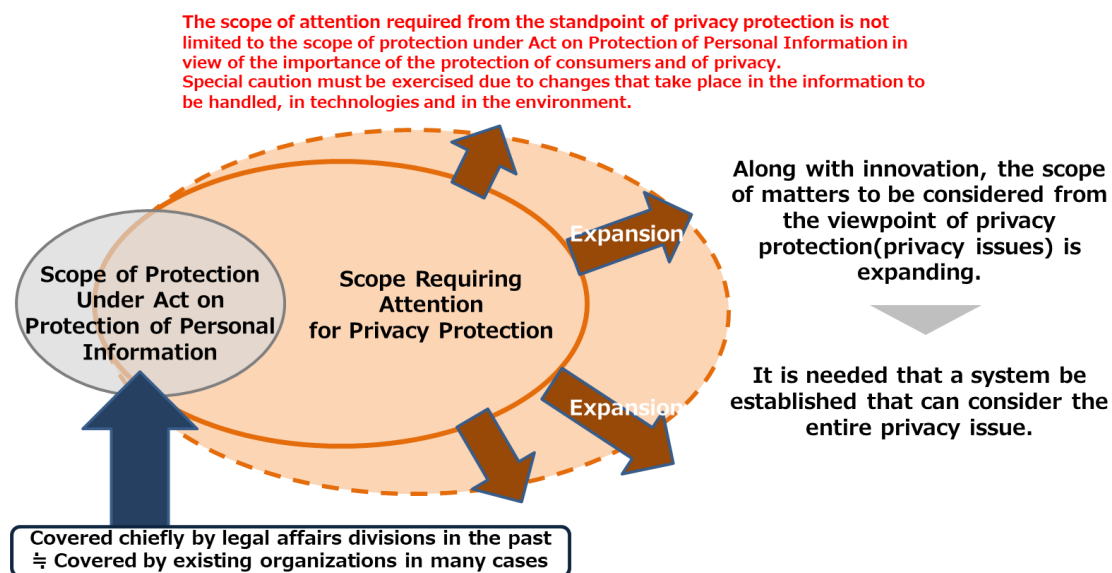 The scope of attention required from the standpoint of privacy protection is not
limited to the scope of protection under Act on Protection of Personal Information in
view of the importance of the protection of consumers and of privacy.
Special caution must be exercised due to changes that take place in the information to
be handled, in technologies and in the environment.
Scope of Protection
Under Act on
Protection of Personal
Information
Scope Requiring
Attention
for Privacy Protection
Expansion
Expansion
Along with innovation, the scope
of matters to be considered from
the viewpoint of privacy
protection(privacy issues) is
expanding.
It is needed that a system be
established that can consider the
entire privacy issue.
Covered chiefly by legal affairs divisions in the past
≒ Covered by existing organizations in many cases